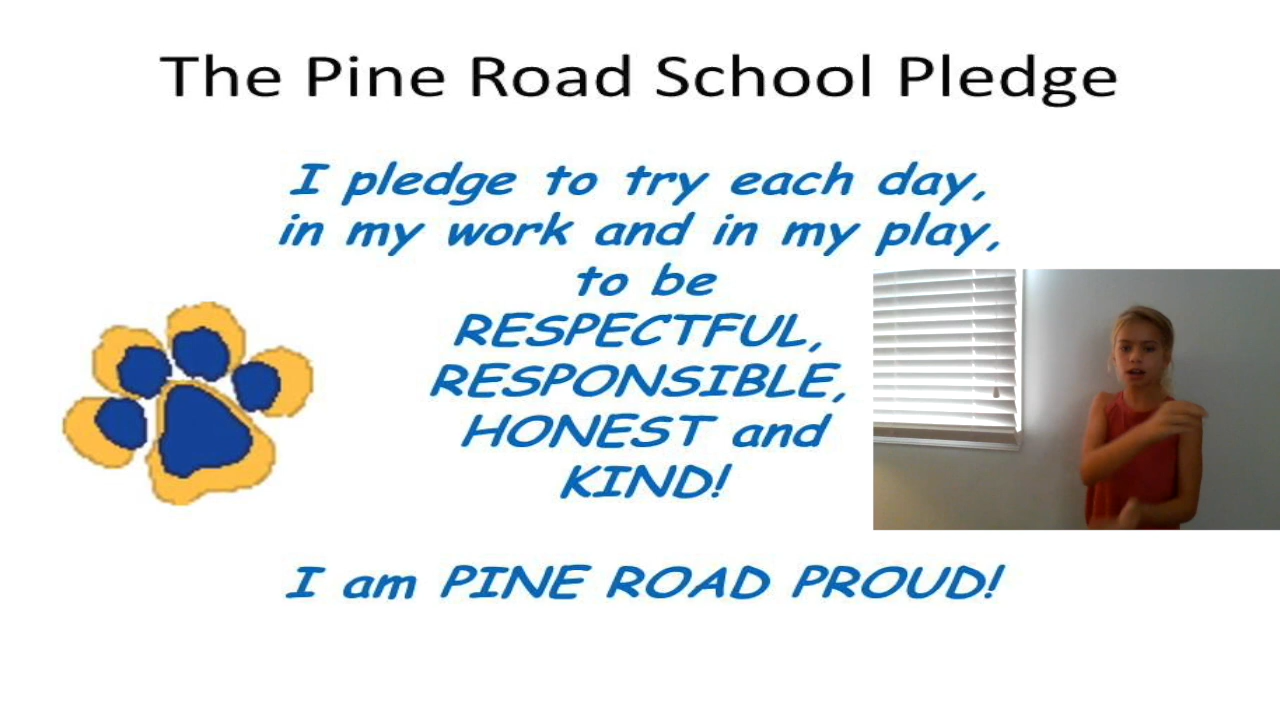 The Pine Road School Pledge
I pledge to try each day,
in my work and in my play,
to be
RESPECTFUL,
RESPONSIBLE,
HONEST and
KIND!
I am PINE ROAD PROUD!